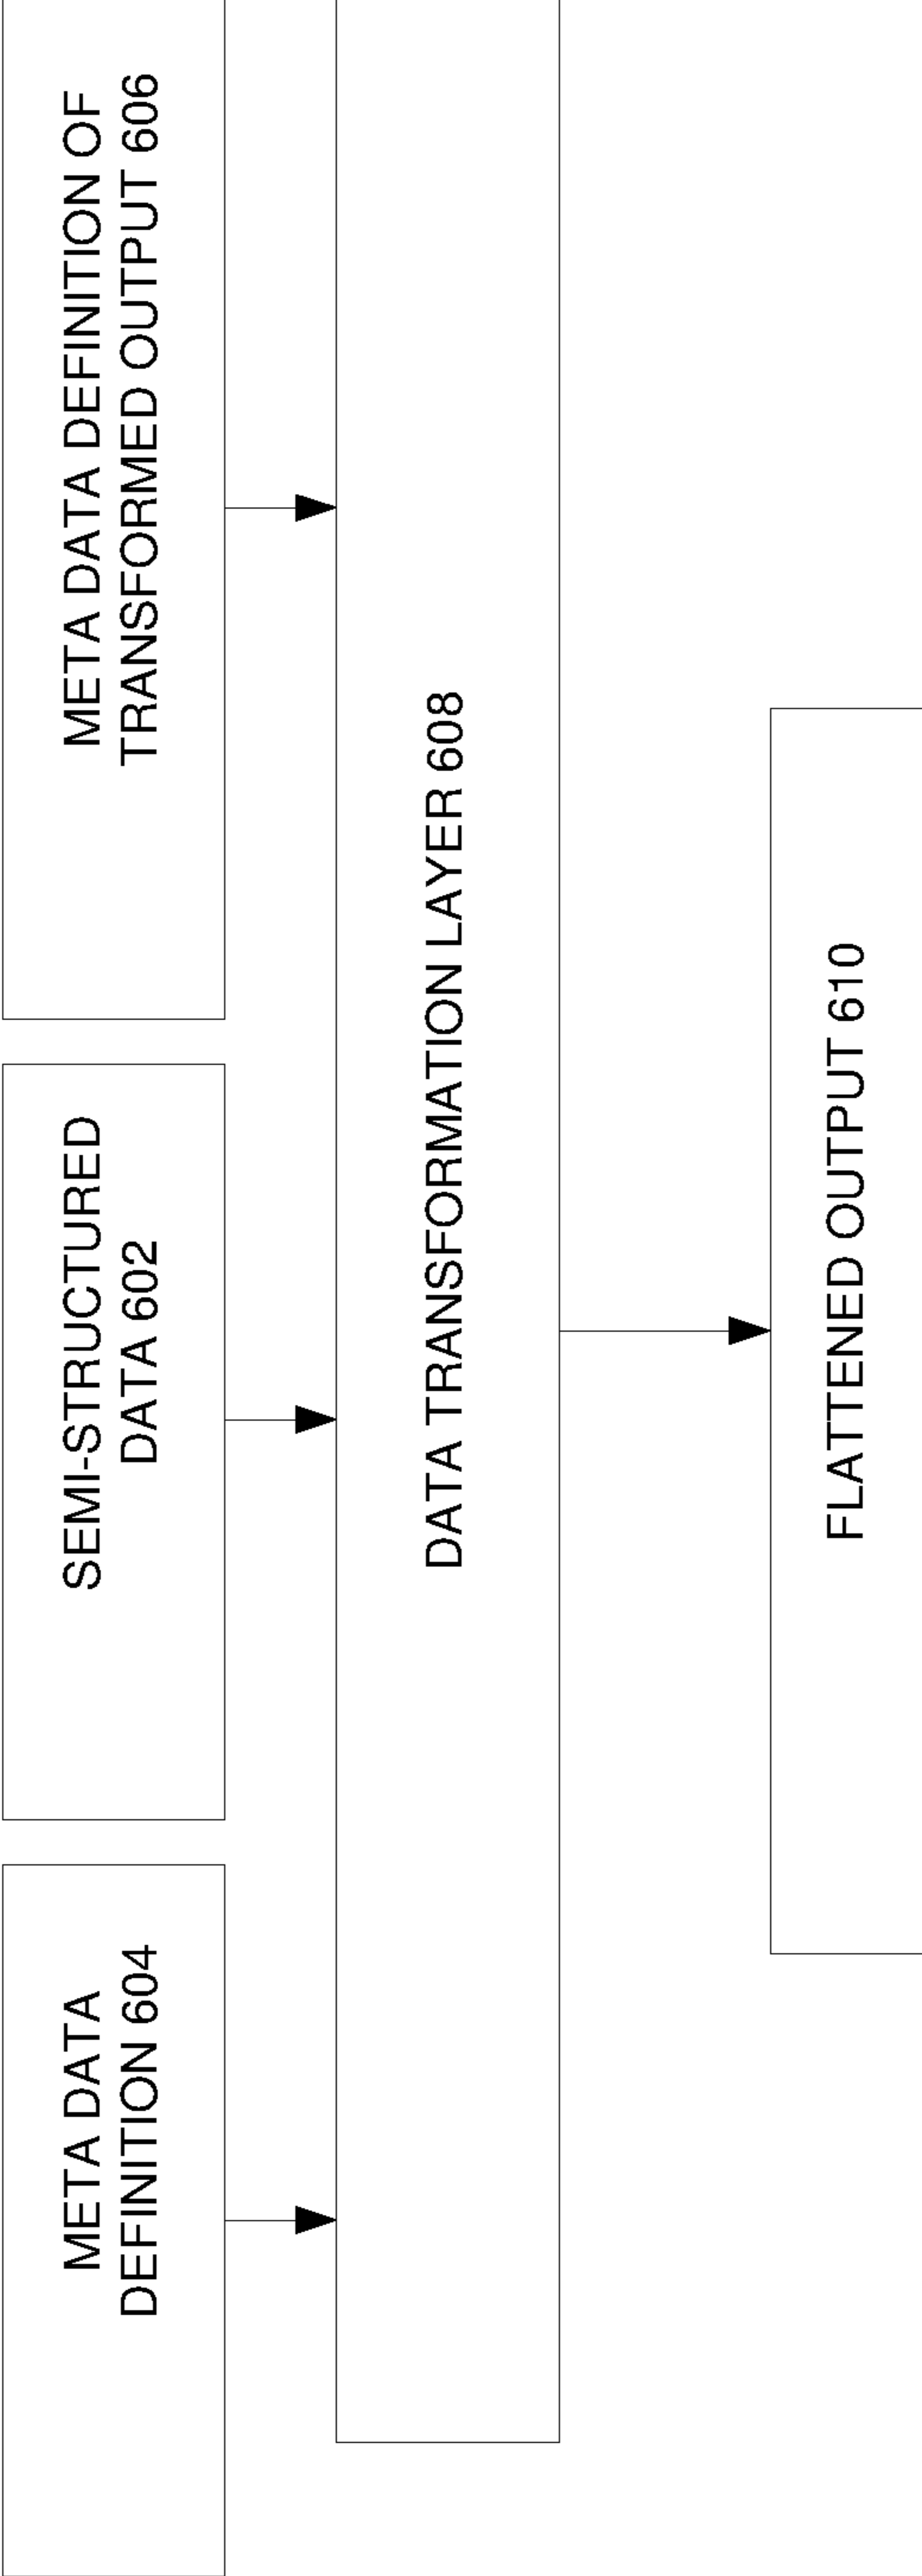 META DATA
DEFINITION 604
SEMI-STRUCTURED
DATA 602
META DATA DEFINITION OF
TRANSFORMED OUTPUT 606
DATA TRANSFORMATION LAYER 608
FLATTENED OUTPUT 610